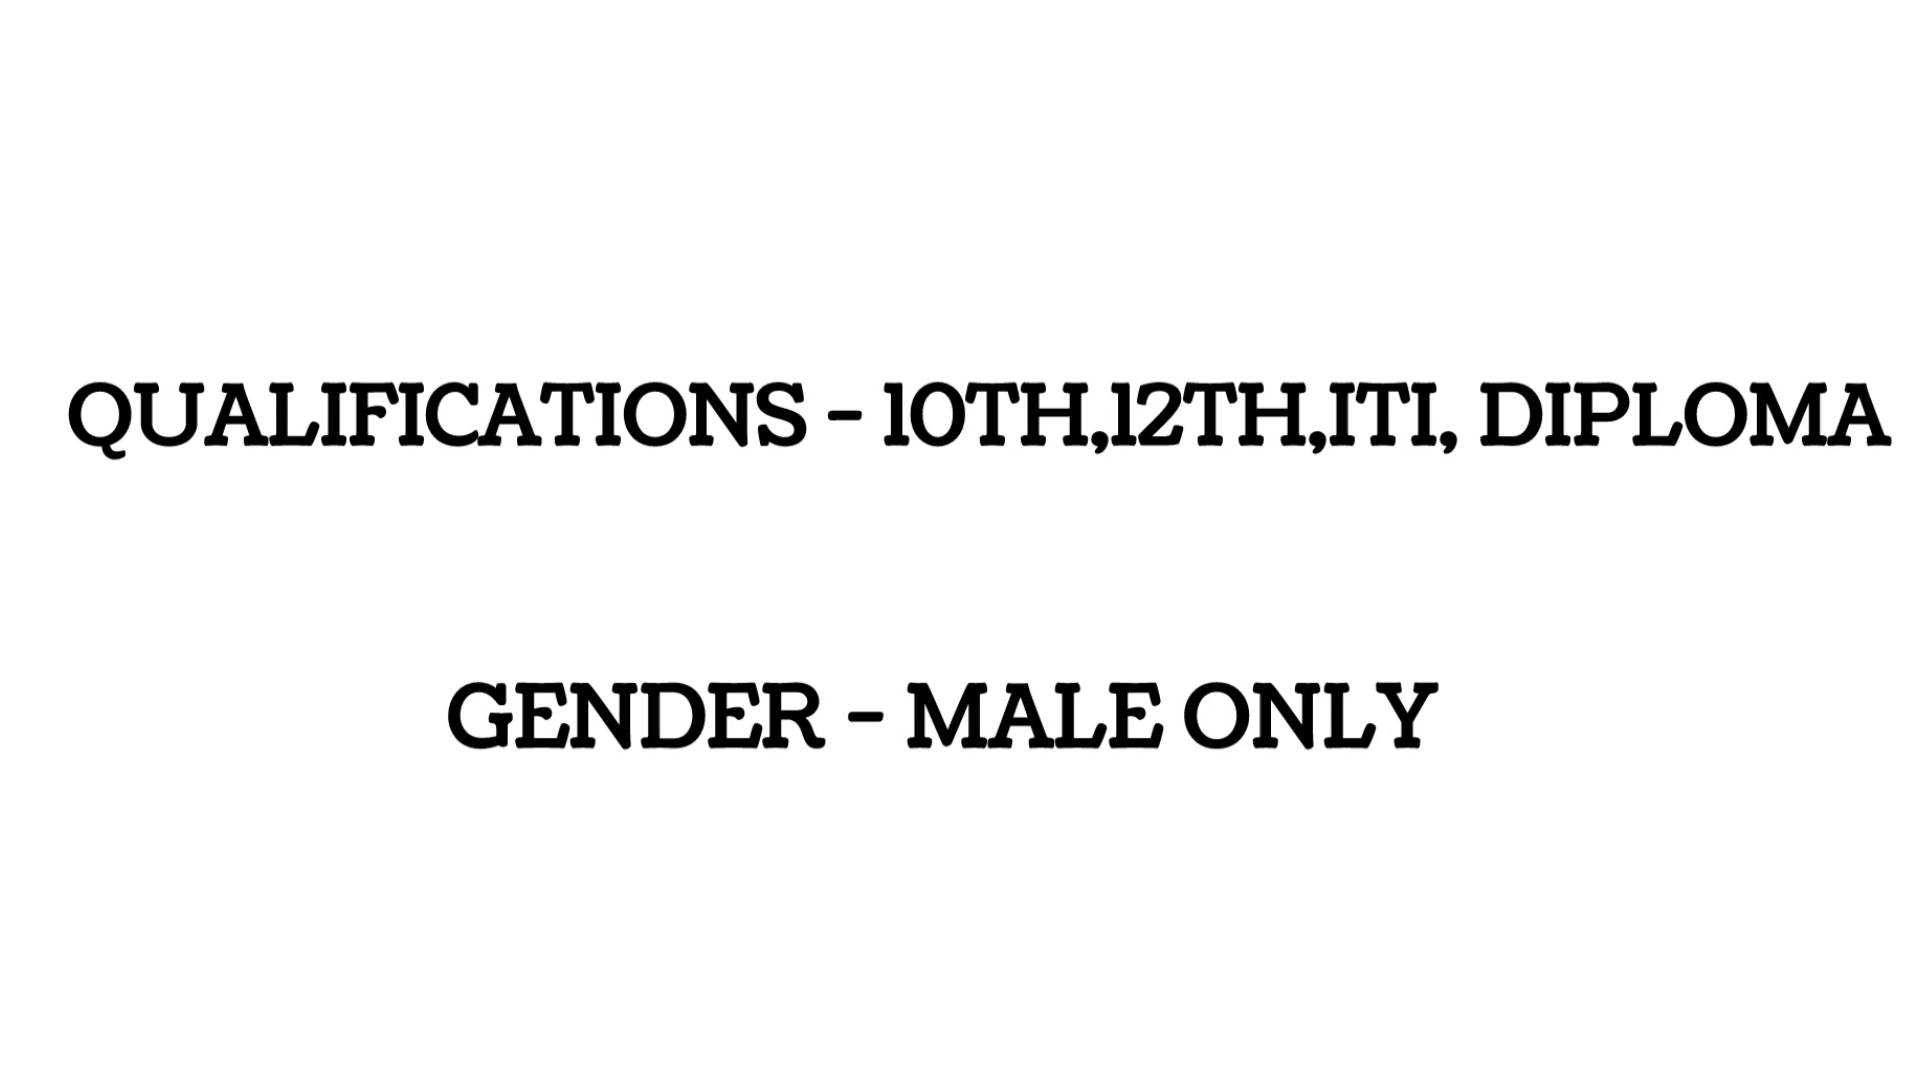 QUALIFICATIONS - 10TH,12TH,ITI, DIPLOMA
GENDER - MALE ONLY